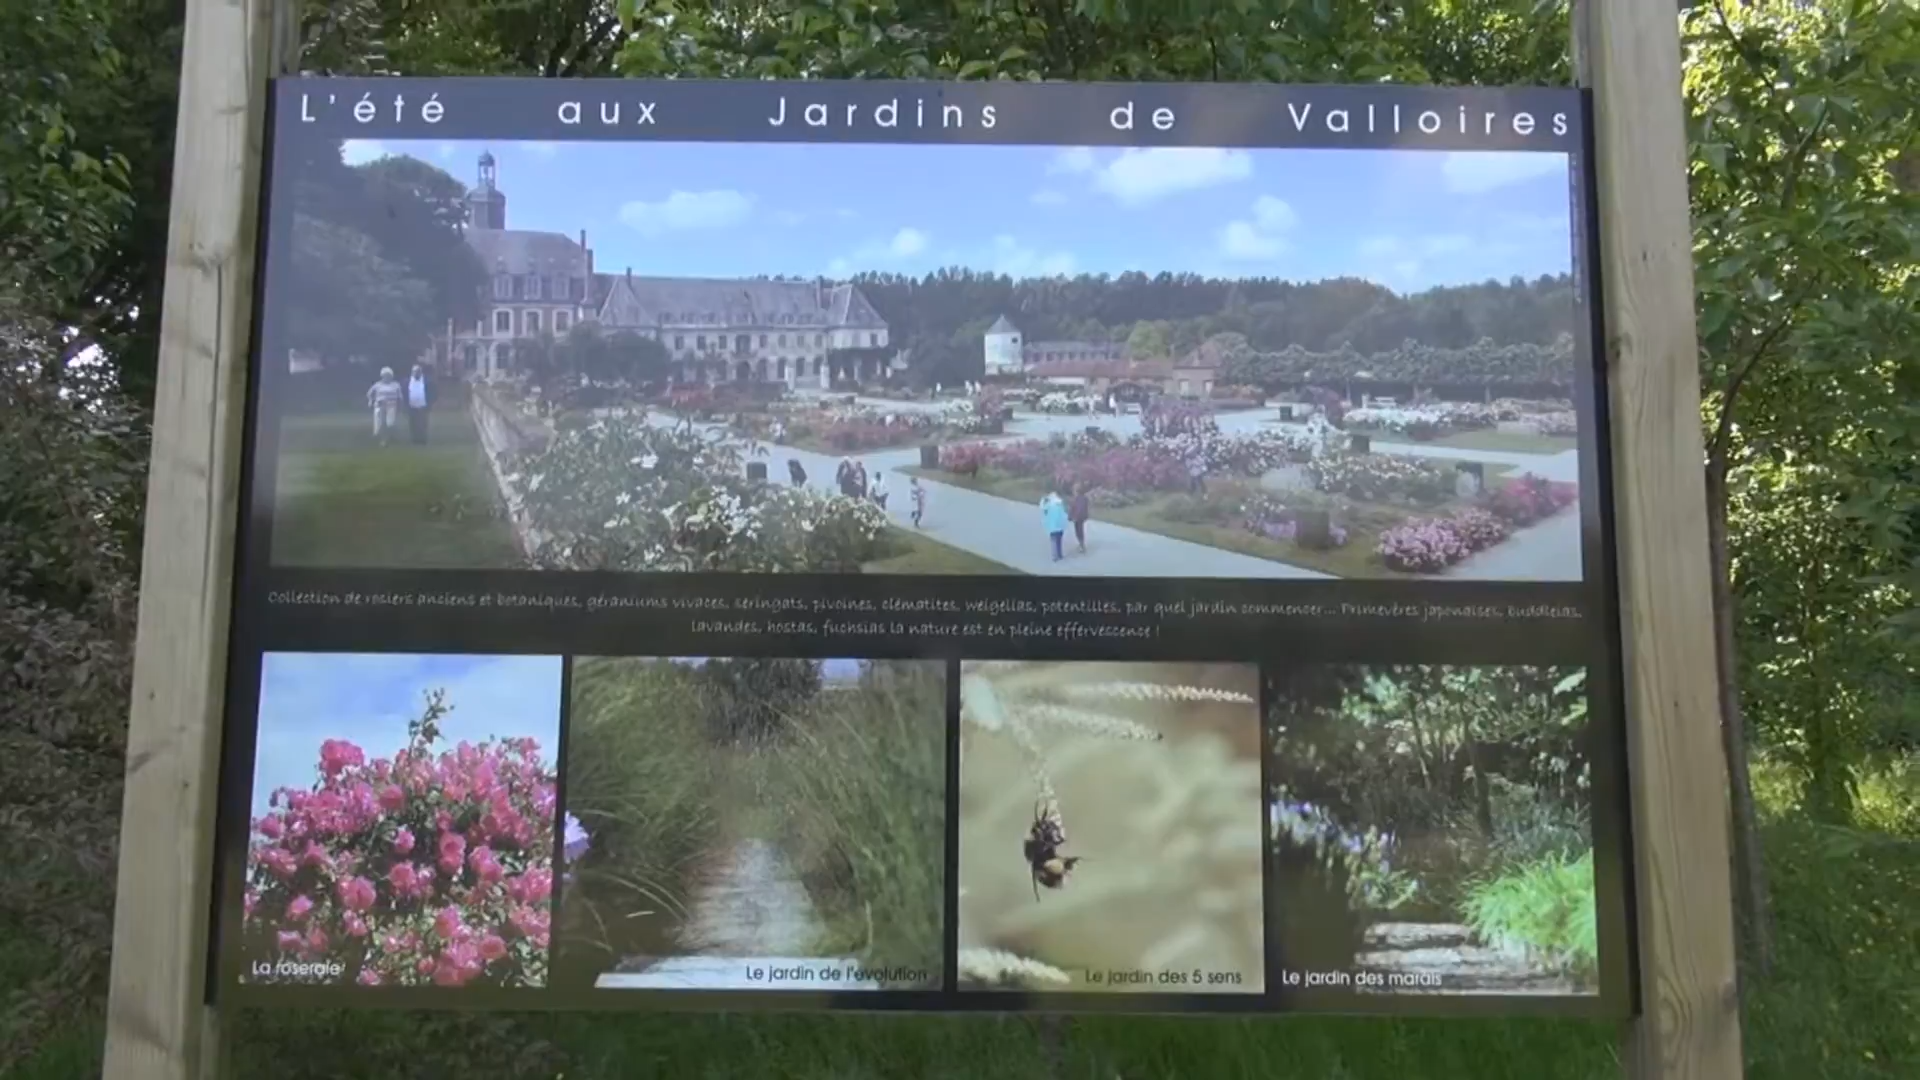 L'été aux Jardins de Valloires
Collection de rosiers anciens et botaniques, géraniums vivaces, seringats, pivoines, clématites, weigelias, potentilles, par quel jardin commencer... Primevères japonaises, buddleias,
lavandes, hostas, fuchsias la nature est en pleine effervescence !
La roseraie
Le jardin de l'évolution
Le jardin des 5 sens
Le jardin des marais